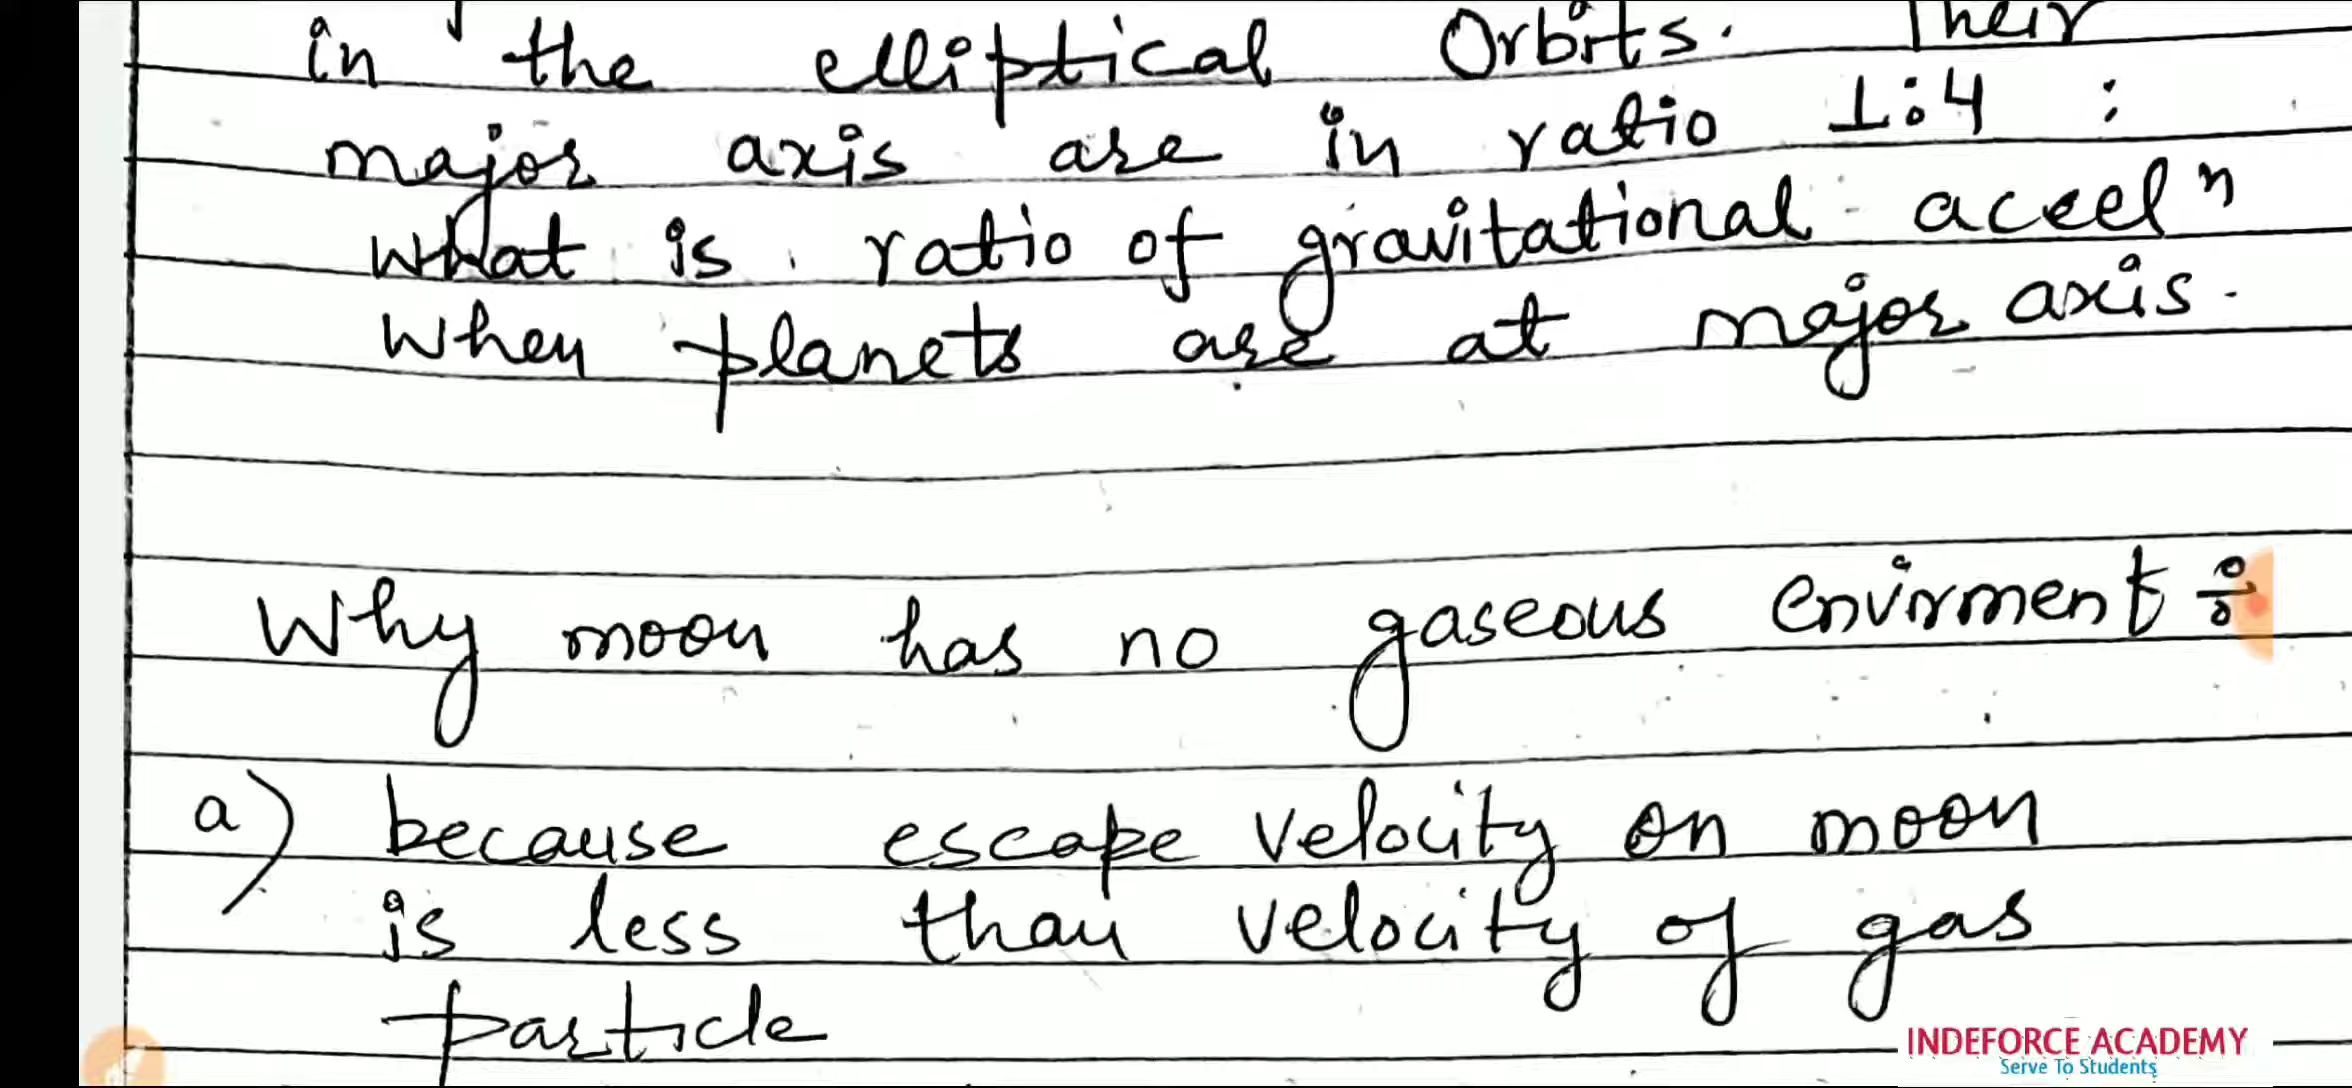 in the elliptical Orbits. Their
major axis are in ratio 1:4 :
what is ratio of gravitational aceelⁿ
when planets are at major axis.
Why moon has no gaseous envirment :
a) because escape velocity on moon
is less than velocity of gas
particle
INDEFORCE ACADEMY
Serve To Students